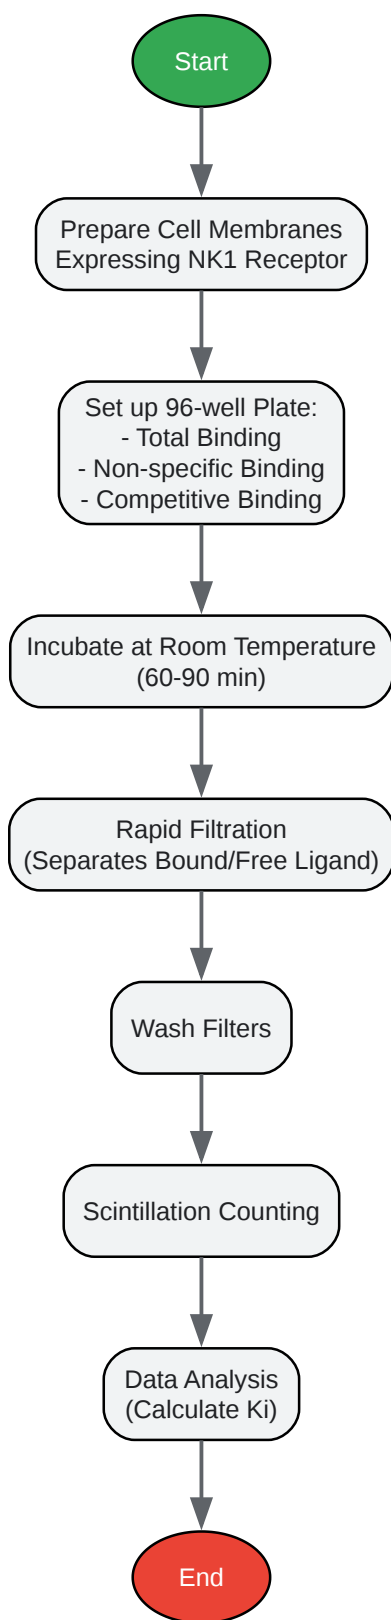 Start
Prepare Cell Membranes
Expressing NK1 Receptor
Set up 96-well Plate:
- Total Binding
- Non-specific Binding
- Competitive Binding
Incubate at Room Temperature
(60-90 min)
Rapid Filtration
(Separates Bound/Free Ligand)
Wash Filters
Scintillation Counting
Data Analysis
(Calculate Ki)
End